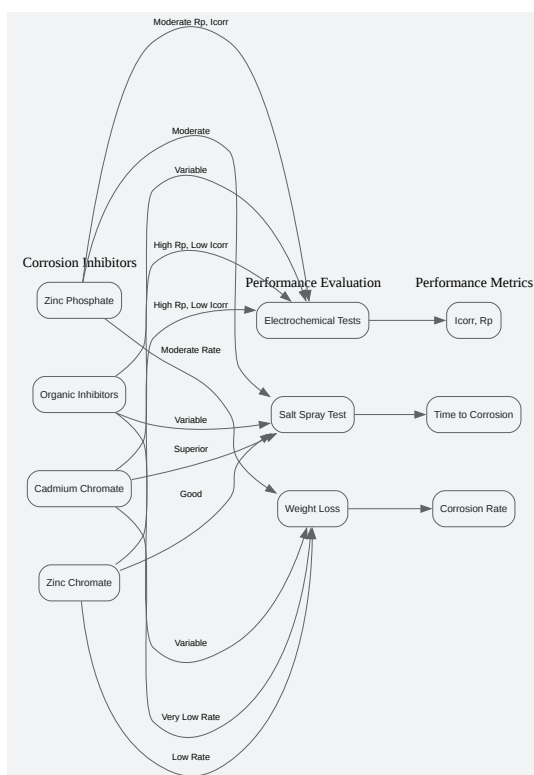 Moderate Rp, Icorr
Moderate
Variable
High Rp, Low Icorr
Corrosion Inhibitors
Performance Evaluation
Performance Metrics
Zinc Phosphate
High Rp, Low Icorr
Electrochemical Tests
Icorr, Rp
Moderate Rate
Organic Inhibitors
Variable
Salt Spray Test
Time to Corrosion
Superior
Cadmium Chromate
Good
Weight Loss
Corrosion Rate
Zinc Chromate
Variable
Very Low Rate
Low Rate